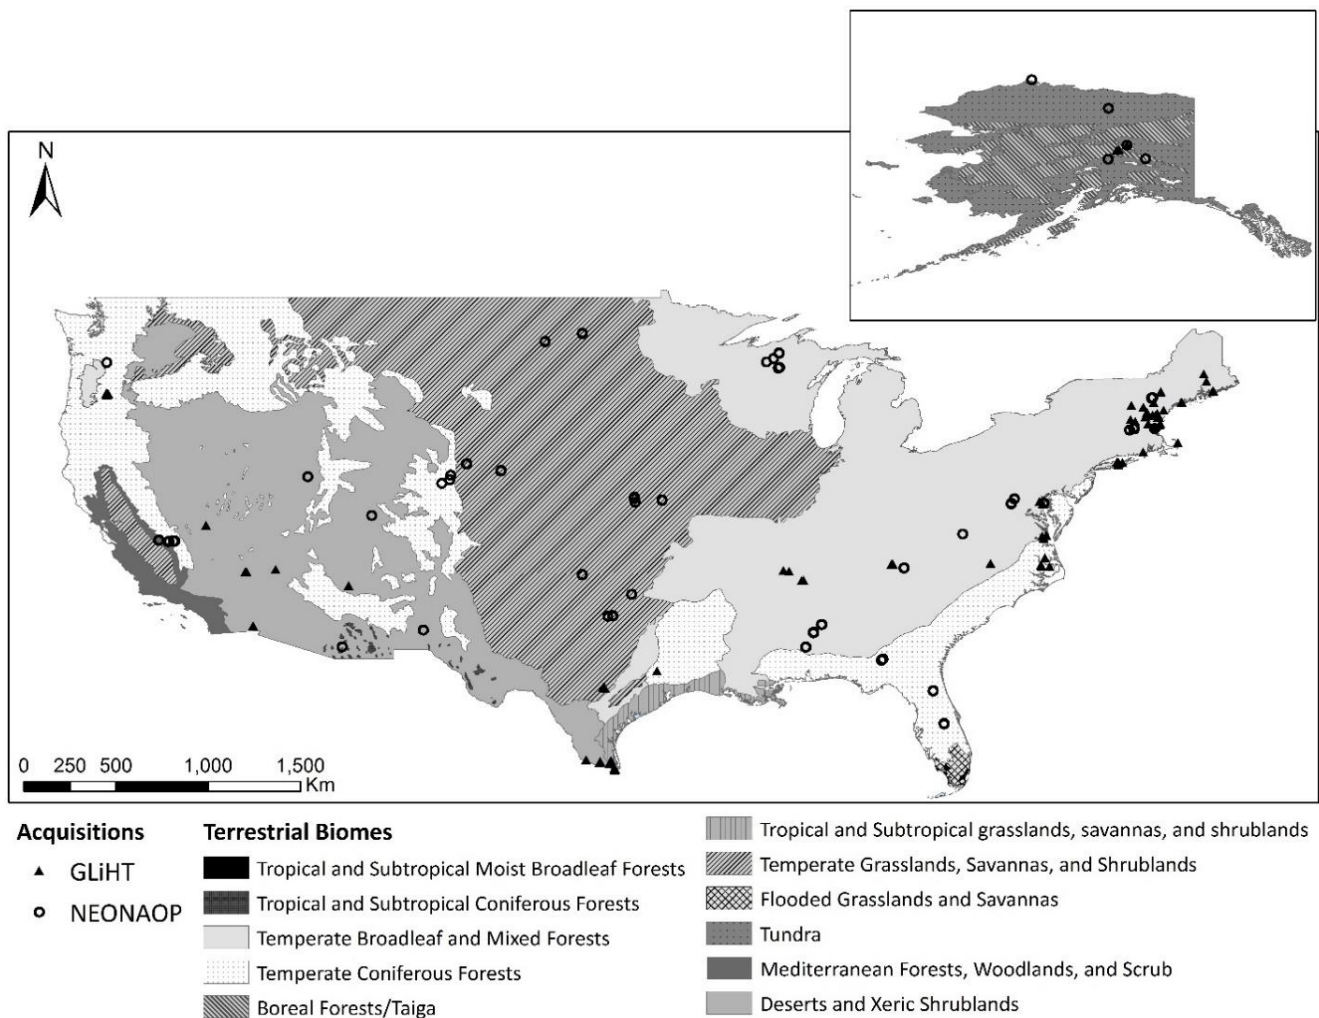 N
0 250 500 1,000 1,500
Km
Acquisitions
GLiHT
NEONAOP
Terrestrial Biomes
Tropical and Subtropical Moist Broadleaf Forests
Tropical and Subtropical Coniferous Forests
Temperate Broadleaf and Mixed Forests
Temperate Coniferous Forests
Boreal Forests/Taiga
Tropical and Subtropical grasslands, savannas, and shrublands
Temperate Grasslands, Savannas, and Shrublands
Flooded Grasslands and Savannas
Tundra
Mediterranean Forests, Woodlands, and Scrub
Deserts and Xeric Shrublands